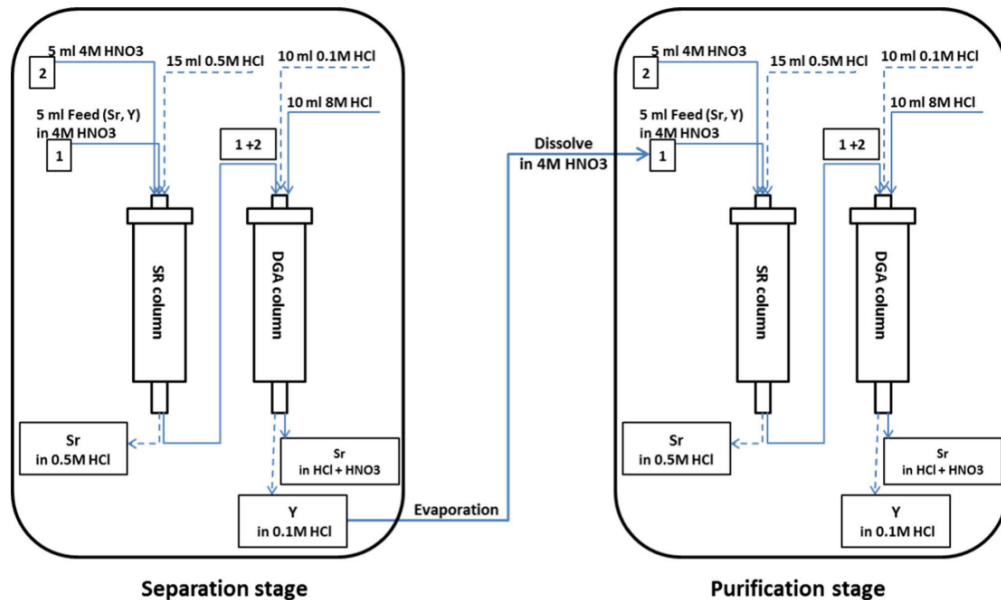 5 ml 4M HNO3
2
15 ml 0.5M HCl
10 ml 0.1M HCl
5 ml Feed (Sr, Y)
in 4M HNO3
1
10 ml 8M HCl
1 +2
SR column
DGA column
Sr
in 0.5M HCl
Sr
in HCl + HNO3
Y
in 0.1M HCl
Evaporation
Dissolve
in 4M HNO3
5 ml 4M HNO3
2
15 ml 0.5M HCl
10 ml 0.1M HCl
5 ml Feed (Sr, Y)
in 4M HNO3
1
10 ml 8M HCl
1 +2
SR column
DGA column
Sr
in 0.5M HCl
Sr
in HCl + HNO3
Y
in 0.1M HCl
Separation stage
Purification stage